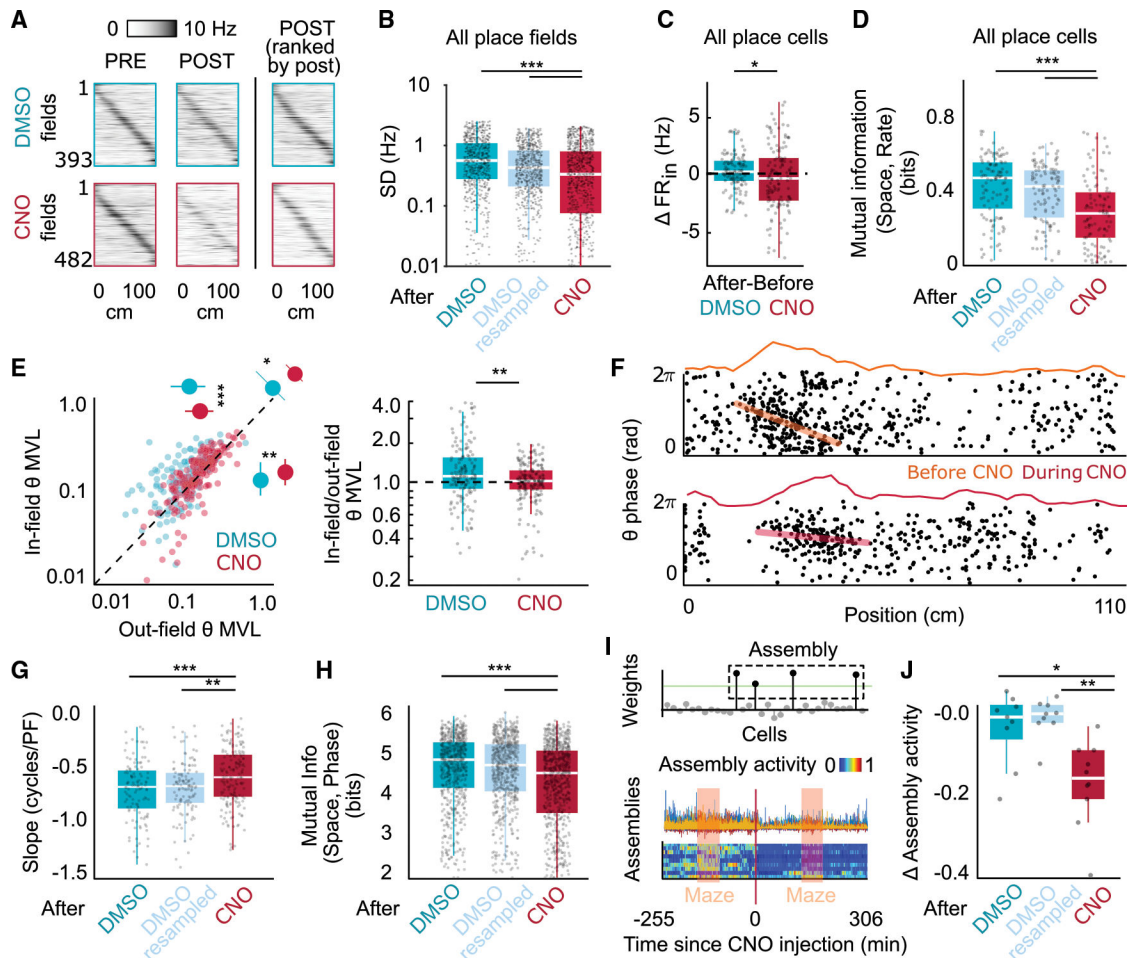 A
0 10 Hz
PRE
POST
POST
(ranked
by post)
DMSO
fields
1
393
CNO
fields
1
482
0 100
cm
0 100
cm
0 100
cm
B
All place fields
***
SD (Hz)
10
1
0.1
0.01
After
DMSO
DMSO
resampled
CNO
C
All place cells
*
Δ FRin (Hz)
5
0
-5
After-Before
DMSO CNO
D
All place cells
***
Mutual information
(Space, Rate)
(bits)
0.8
0.4
0
After
DMSO
DMSO
resampled
CNO
E
*
***
**
In-field θ MVL
1.0
0.1
0.01
DMSO
CNO
0.01 0.1 1.0
Out-field θ MVL
**
In-field/out-field
θ MVL
4.0
2.0
1.0
0.6
0.4
0.2
DMSO CNO
F
θ phase (rad)
2π
0
Before CNO During CNO
2π
0
0 110
Position (cm)
G
***
**
Slope (cycles/PF)
0.0
-0.5
-1.0
-1.5
After
DMSO
DMSO
resampled
CNO
H
***
Mutual Info
(Space, Phase)
(bits)
6
5
4
3
2
After
DMSO
DMSO
resampled
CNO
I
Assembly
Weights
Cells
Assembly activity 0 1
Assemblies
Maze Maze
-255 0 306
Time since CNO injection (min)
J
*
**
Δ Assembly activity
-0.0
-0.2
-0.4
After
DMSO
DMSO
resampled
CNO